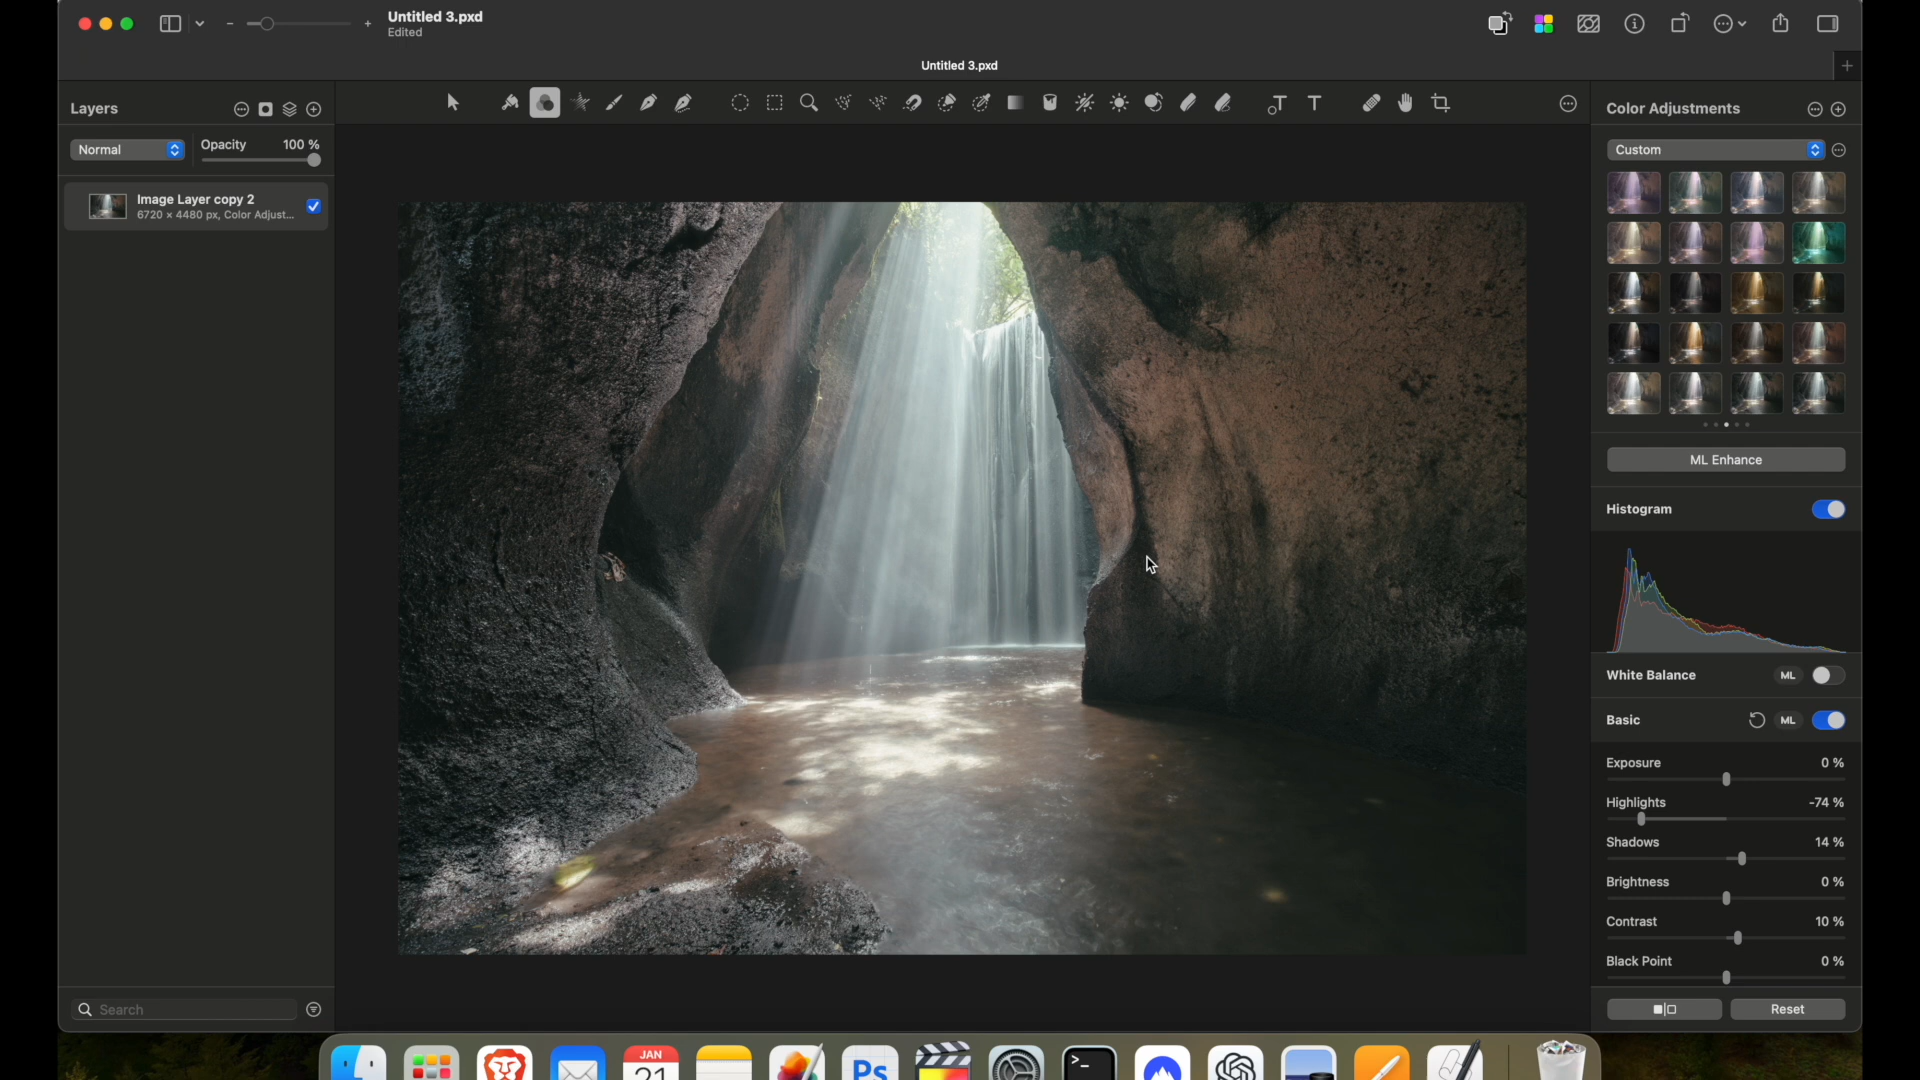 Untitled 3.pxd
Edited
Untitled 3.pxd
Layers
Normal
Opacity 100 %
Image Layer copy 2
6720 × 4480 px, Color Adjust...
Search
T T
Color Adjustments
Custom
ML Enhance
Histogram
White Balance ML
Basic ML
Exposure 0 %
Highlights -74 %
Shadows 14 %
Brightness 0 %
Contrast 10 %
Black Point 0 %
Reset
JAN
21
Ps
>_